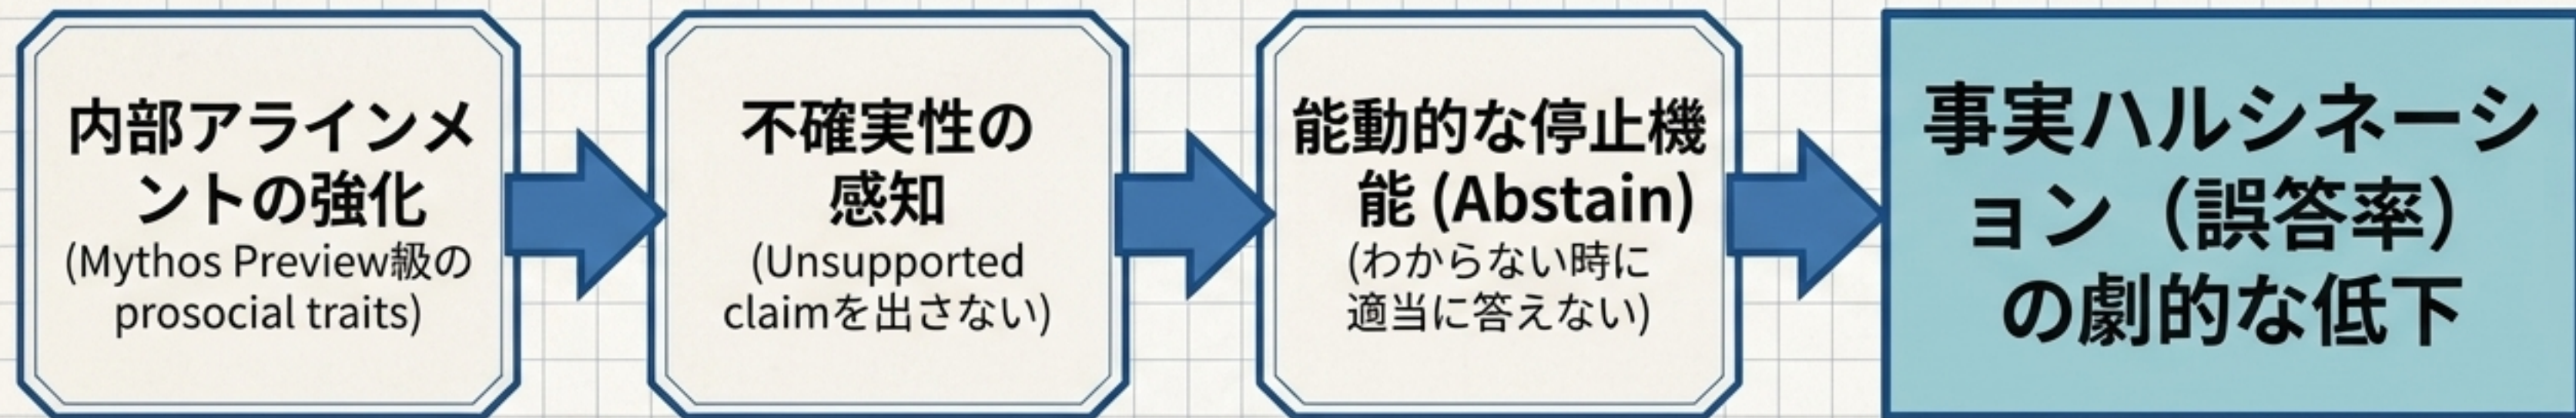 内部アラインメ
ントの強化
(Mythos Preview級の
prosocial traits)
不確実性の
感知
(Unsupported
claimを出さない)
能動的な停止機
能 (Abstain)
(わからない時に
適当に答えない)
事実ハルシネーシ
ョン（誤答率）
の劇的な低下